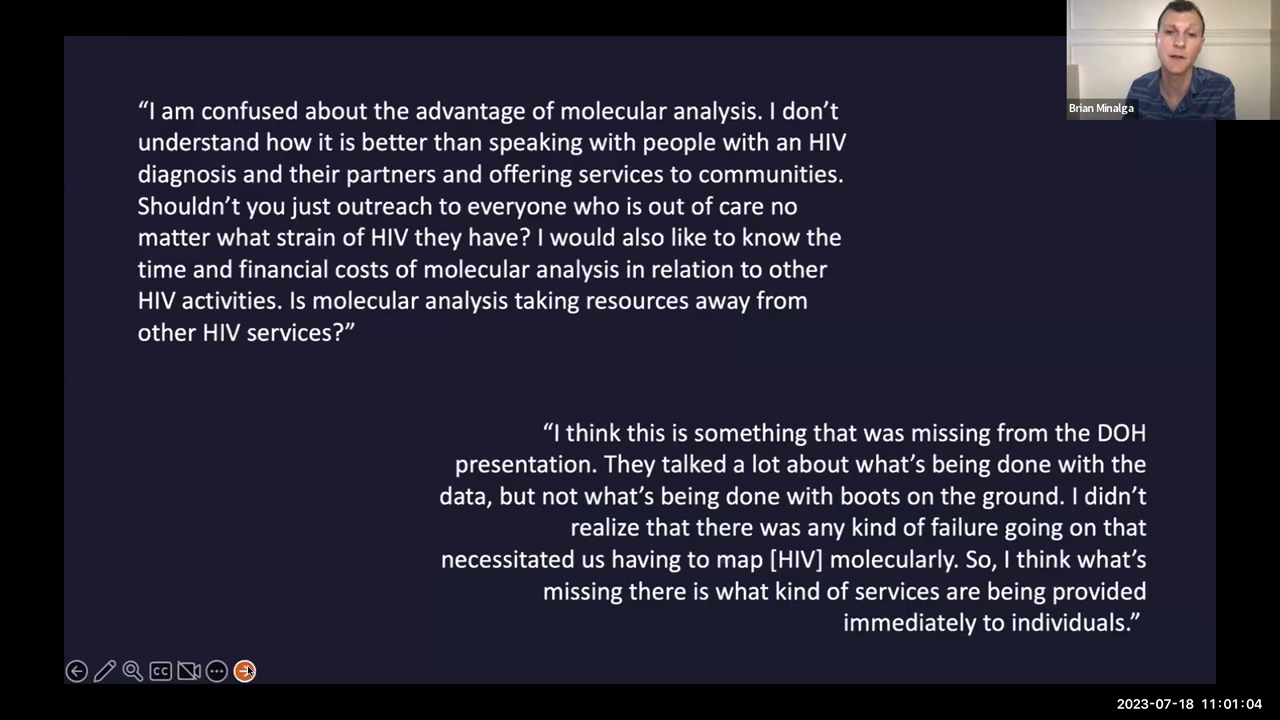 “I am confused about the advantage of molecular analysis. I don’t
understand how it is better than speaking with people with an HIV
diagnosis and their partners and offering services to communities.
Shouldn’t you just outreach to everyone who is out of care no
matter what strain of HIV they have? I would also like to know the
time and financial costs of molecular analysis in relation to other
HIV activities. Is molecular analysis taking resources away from
other HIV services?”
“I think this is something that was missing from the DOH
presentation. They talked a lot about what’s being done with the
data, but not what’s being done with boots on the ground. I didn’t
realize that there was any kind of failure going on that
necessitated us having to map [HIV] molecularly. So, I think what’s
missing there is what kind of services are being provided
immediately to individuals.”
Brian Minalga
CC
2023-07-18 11:01:04